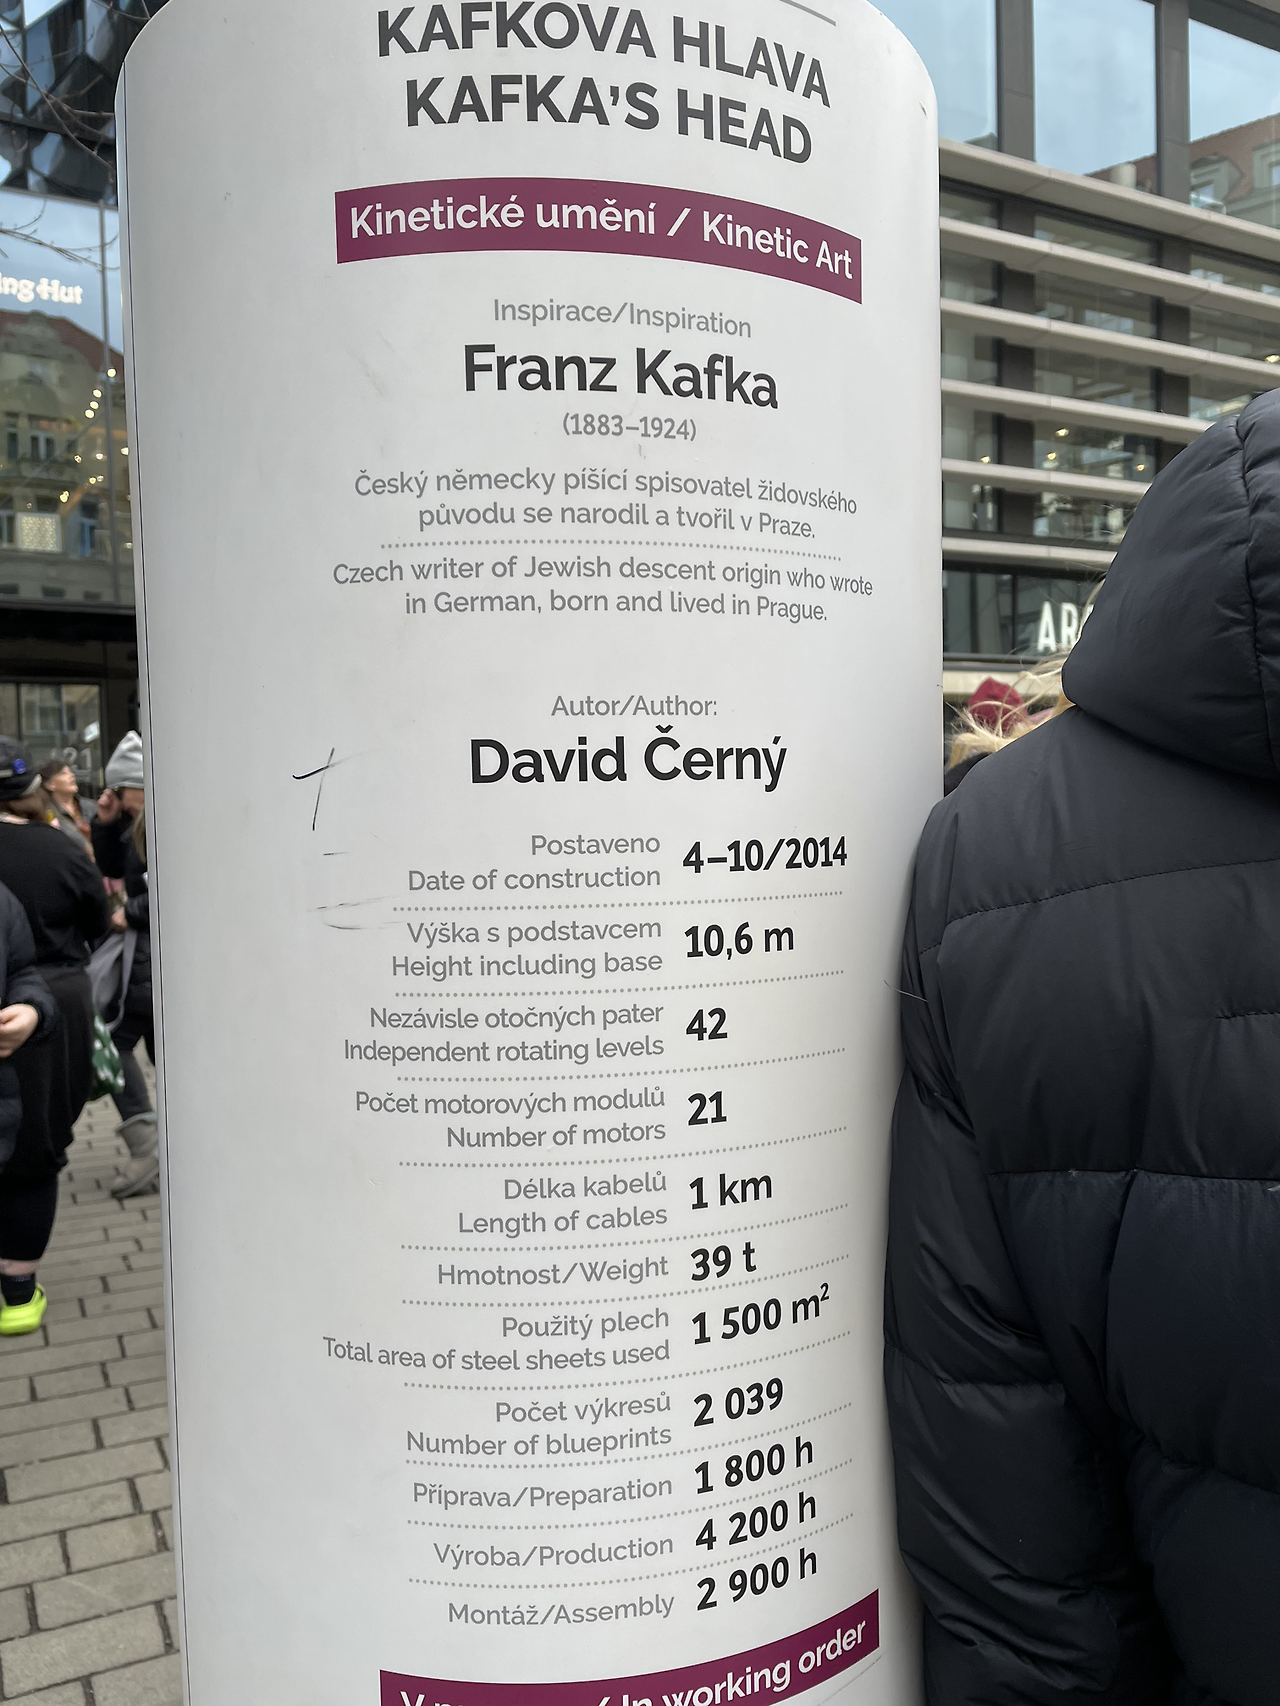 KAFKOVA HLAVA
KAFKA'S HEAD
Kinetické umění / Kinetic Art
Inspirace/Inspiration
Franz Kafka
(1883–1924)
Český německy píšící spisovatel židovského
původu se narodil a tvořil v Praze.
Czech writer of Jewish descent origin who wrote
in German, born and lived in Prague.
Autor/Author:
David Černý
Postaveno
Date of construction 4–10/2014
Výška s podstavcem
Height including base 10,6 m
Nezávisle otočných pater
Independent rotating levels 42
Počet motorových modulů
Number of motors 21
Délka kabelů
Length of cables 1 km
Hmotnost/Weight 39 t
Použitý plech
Total area of steel sheets used 1 500 m²
Počet výkresů
Number of blueprints 2 039
Příprava/Preparation 1 800 h
Výroba/Production 4 200 h
Montáž/Assembly 2 900 h
/ In working order
Hut